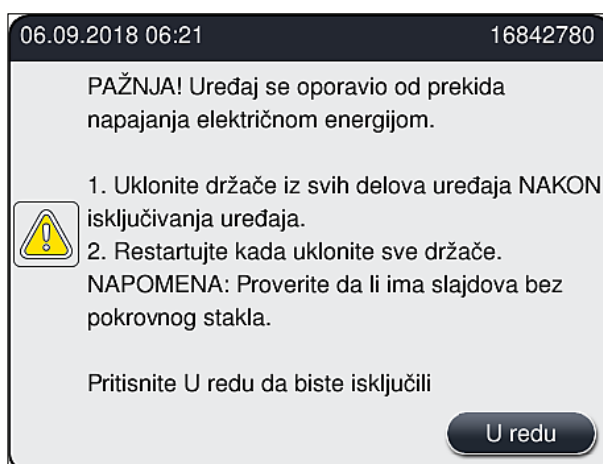 06.09.2018 06:21 16842780
PAŽNJA! Uređaj se oporavio od prekida
napajanja električnom energijom.
1. Uklonite držače iz svih delova uređaja NAKON
isključivanja uređaja.
2. Restartujte kada uklonite sve držače.
NAPOMENA: Proverite da li ima slajdova bez
pokrovnog stakla.
Pritisnite U redu da biste isključili
U redu